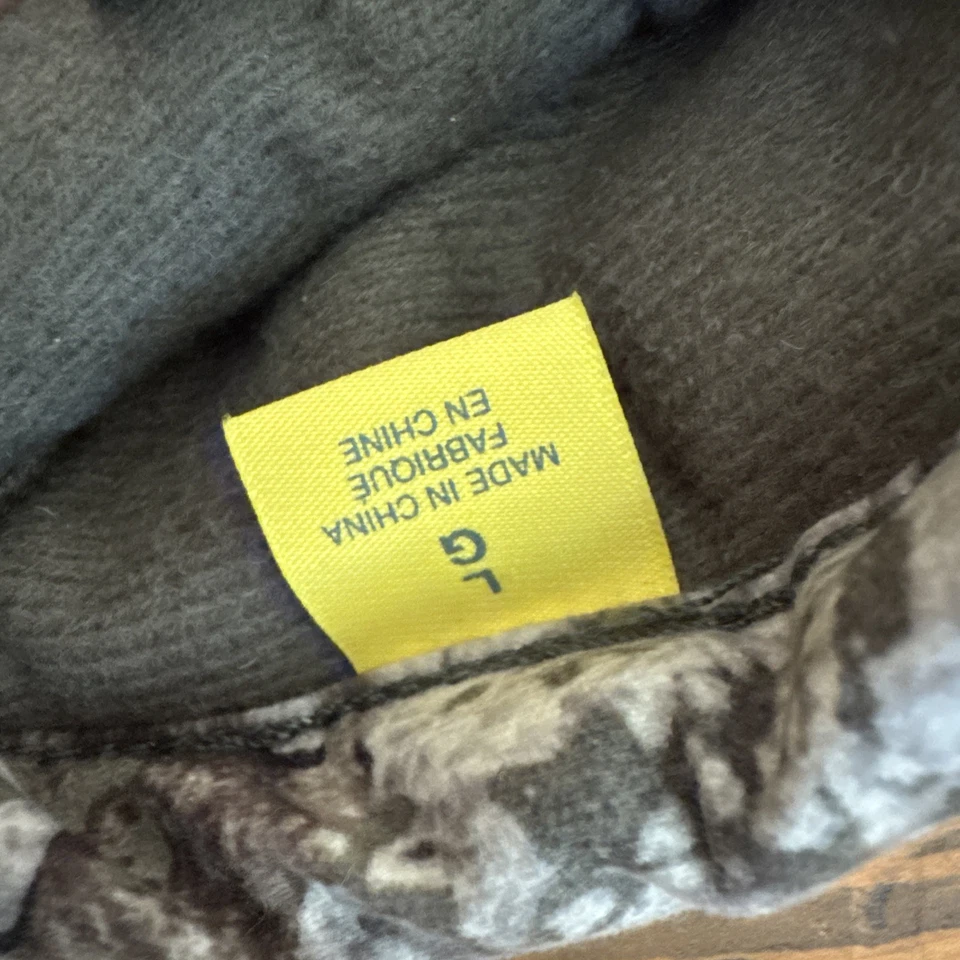 L
G
MADE IN CHINA
FABRIQUÉ
EN CHINE